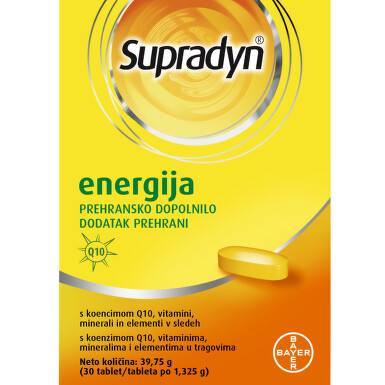 Supradyn®
energija
PREHRANSKO DOPOLNILO
DODATAK PREHRANI
Q10
s koencimom Q10, vitamini,
minerali in elementi v sledeh
s koenzimom Q10, vitaminima,
mineralima i elementima u tragovima
Neto količina: 39,75 g
(30 tablet/tableta po 1,325 g)
BAYER
BAYER